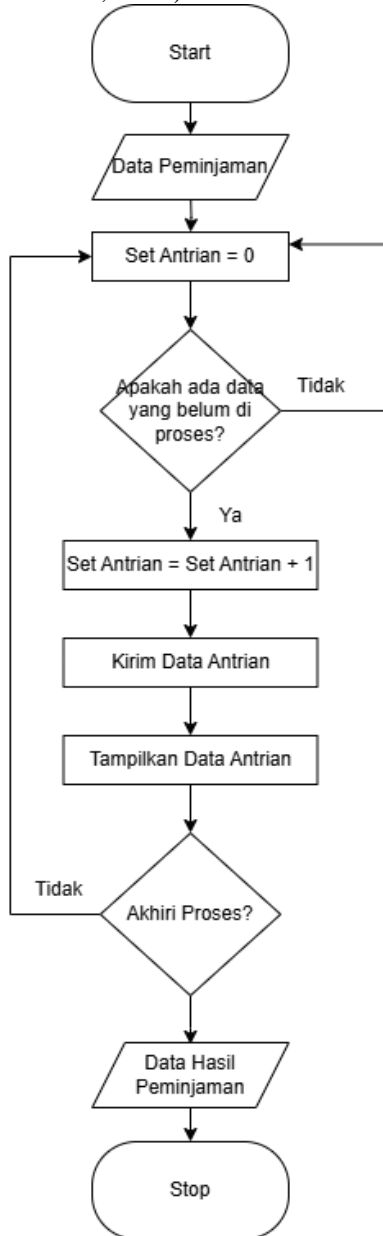 Start
Data Peminjaman
Set Antrian = 0
Apakah ada data
yang belum di
proses?
Tidak
Ya
Set Antrian = Set Antrian + 1
Kirim Data Antrian
Tampilkan Data Antrian
Tidak
Akhiri Proses?
Data Hasil
Peminjaman
Stop